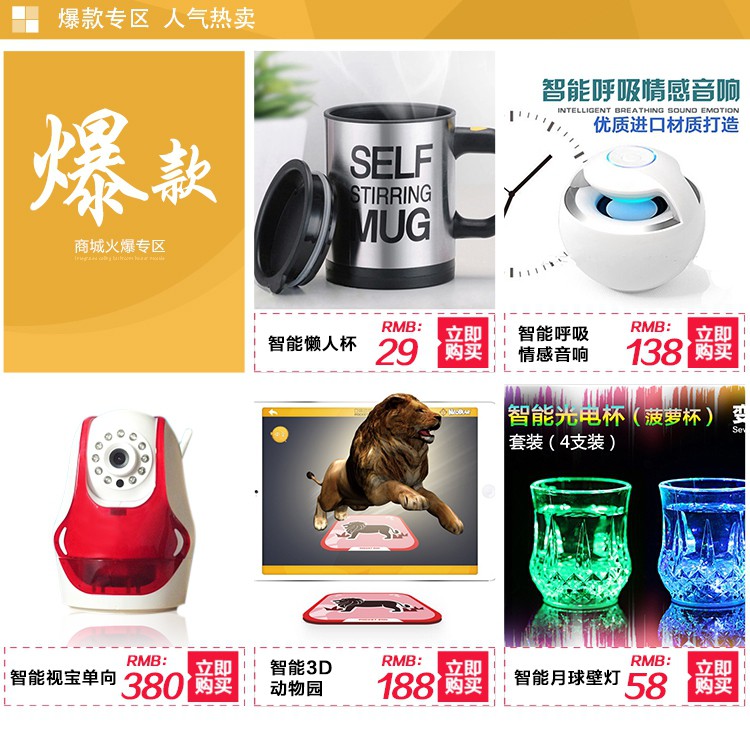 爆款专区 人气热卖
爆款
商城火爆专区
SELF
STIRRING
MUG
智能懒人杯
RMB:
29
立即
购买
智能呼吸情感音响
INTELLIGENT BREATHING SOUND EMOTION
优质进口材质打造
智能呼吸
情感音响
RMB:
138
立即
购买
智能视宝单向
RMB:
380
立即
购买
智能3D
动物园
RMB:
188
立即
购买
智能光电杯(菠萝杯)
套装(4支装)
智能月球壁灯
RMB:
58
立即
购买